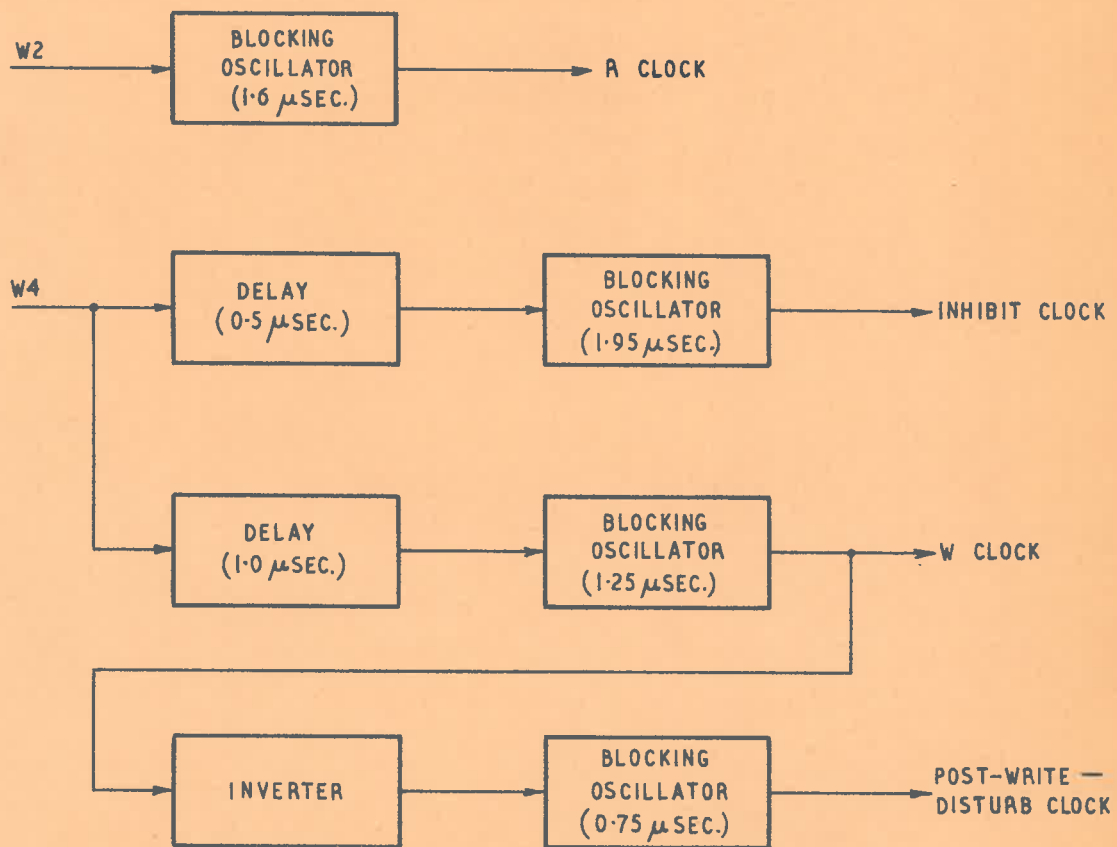 W2
BLOCKING
OSCILLATOR
(1·6 μSEC.)
R CLOCK
W4
DELAY
(0·5 μSEC.)
BLOCKING
OSCILLATOR
(1·95 μSEC.)
INHIBIT CLOCK
DELAY
(1·0 μSEC.)
BLOCKING
OSCILLATOR
(1·25 μSEC.)
W CLOCK
INVERTER
BLOCKING
OSCILLATOR
(0·75 μSEC.)
POST-WRITE—
DISTURB CLOCK